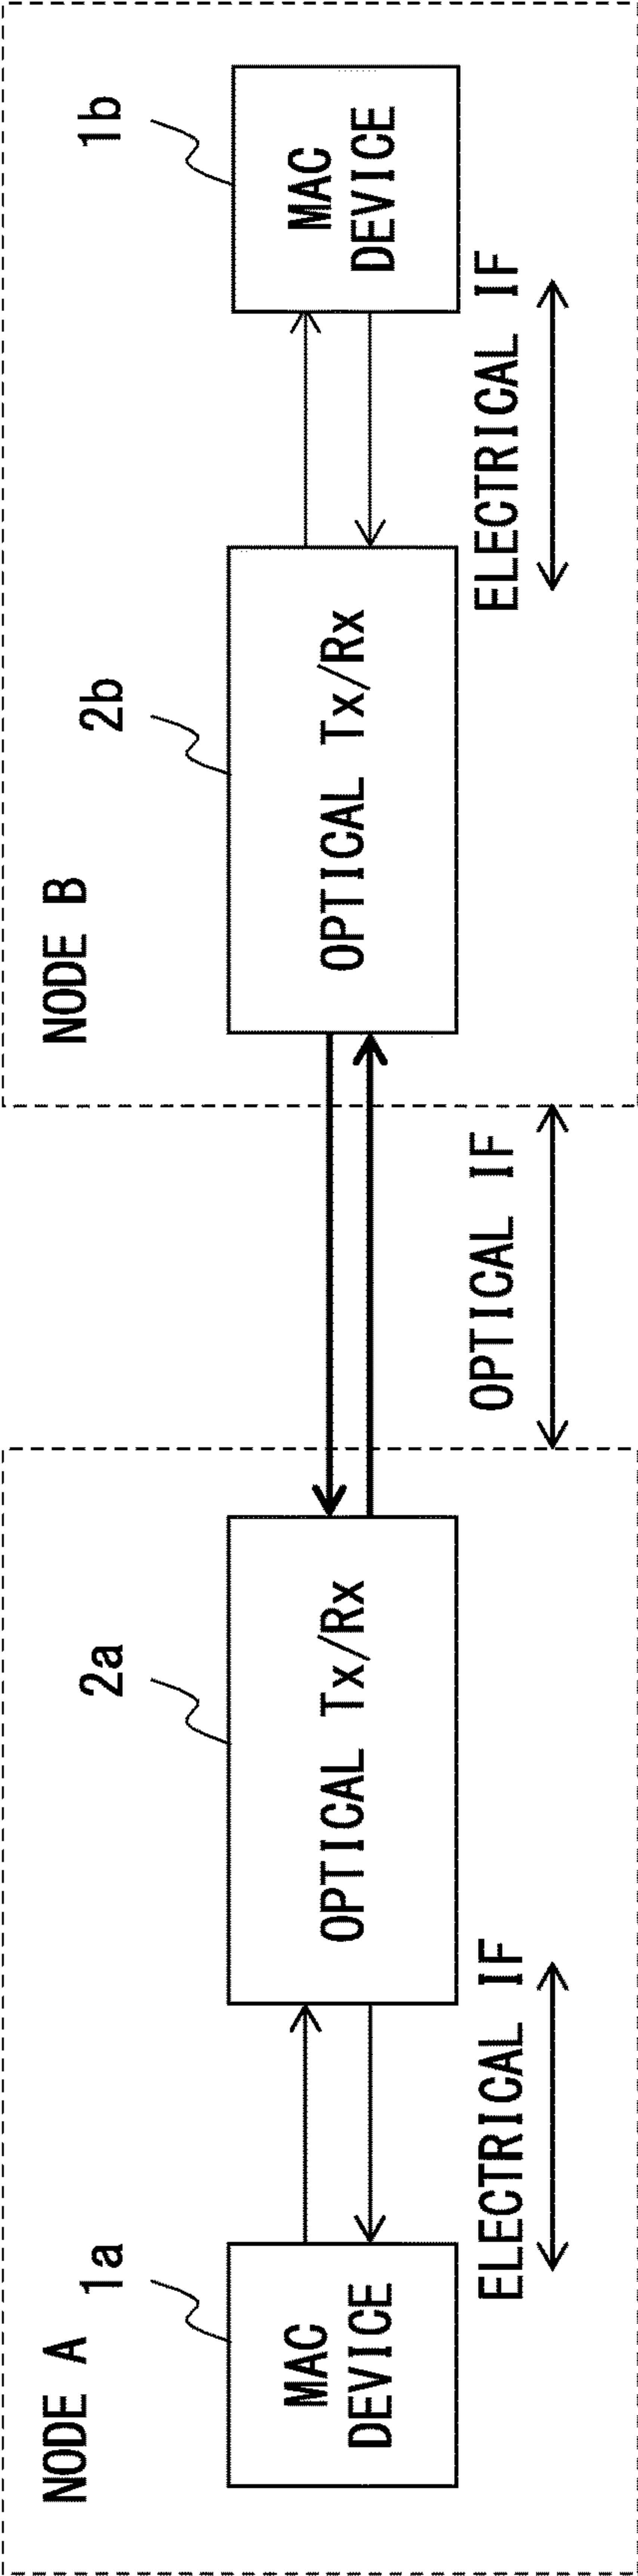 NODE A
NODE B
1a
2a
2b
1b
MAC
DEVICE
OPTICAL Tx/Rx
OPTICAL Tx/Rx
MAC
DEVICE
ELECTRICAL IF
OPTICAL IF
ELECTRICAL IF